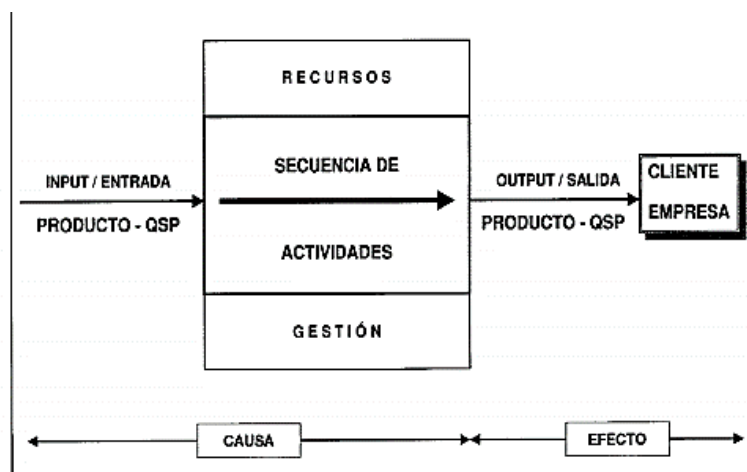 RECURSOS
SECUENCIA DE
ACTIVIDADES
GESTIÓN
INPUT / ENTRADA
PRODUCTO - QSP
OUTPUT / SALIDA
PRODUCTO - QSP
CLIENTE
EMPRESA
CAUSA
EFECTO